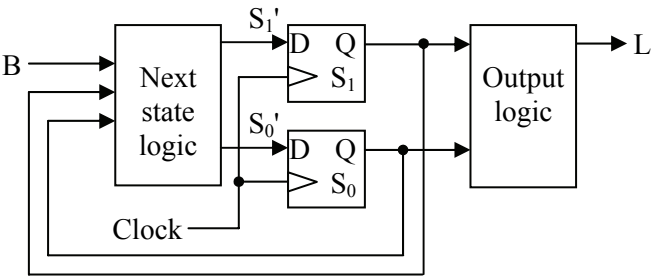 S₁'
D Q
S₁
B
Next
state
logic
Output
logic
L
S₀'
D Q
S₀
Clock